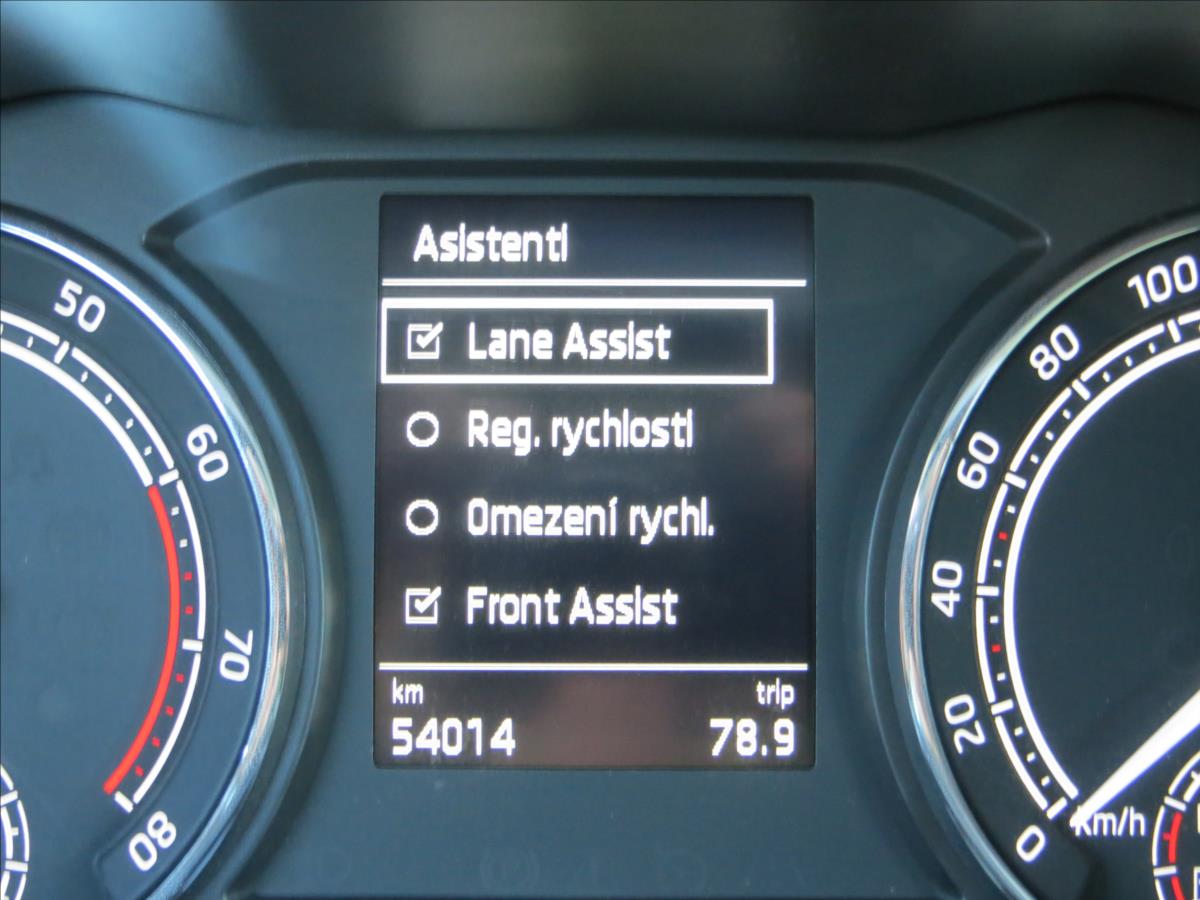 Asistenti
Lane Assist
Reg. rychlosti
Omezení rychl.
Front Assist
km
trip
54014
78.9
50
60
70
80
100
80
60
40
20
0
km/h